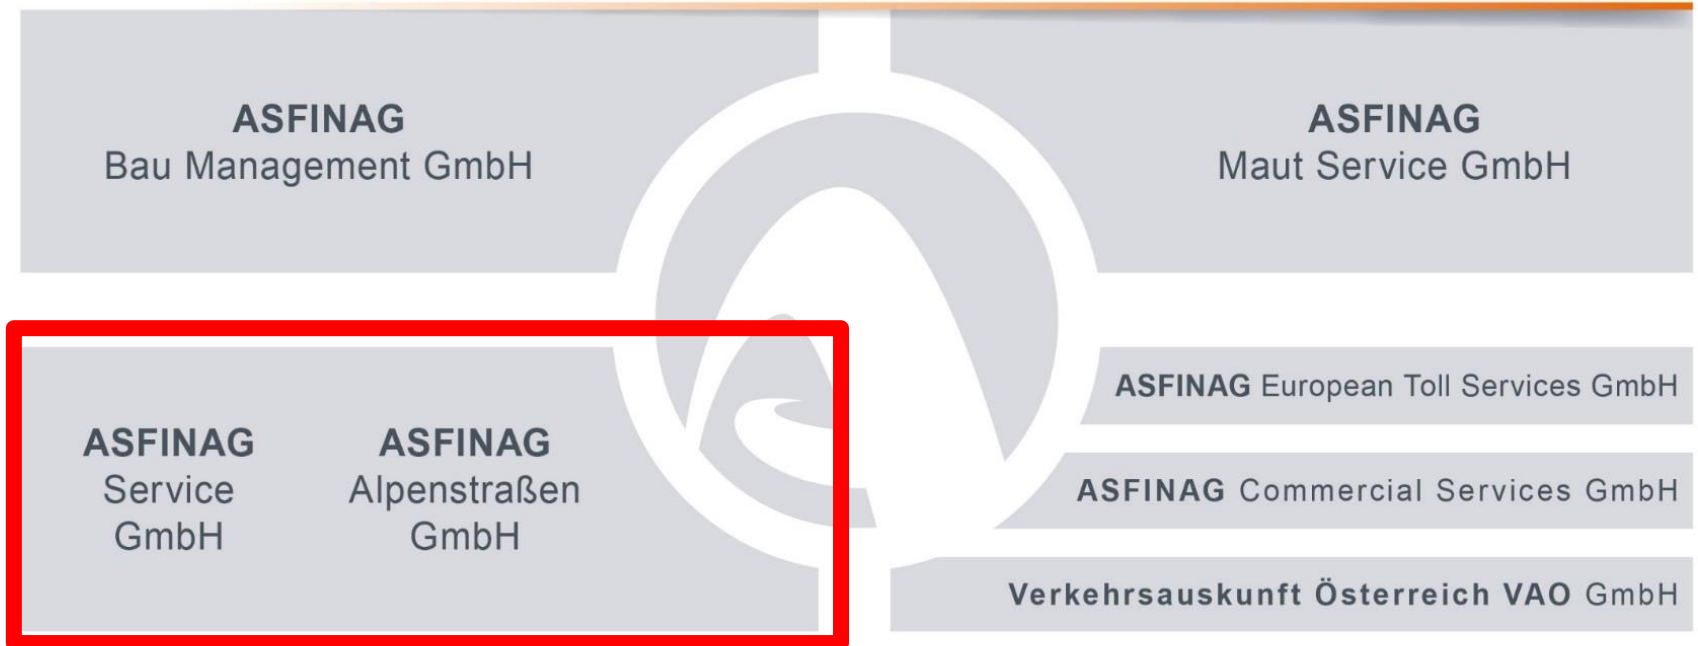 ASFINAG
Bau Management GmbH
ASFINAG
Maut Service GmbH
ASFINAG
Service
GmbH
ASFINAG
Alpenstraßen
GmbH
ASFINAG European Toll Services GmbH
ASFINAG Commercial Services GmbH
Verkehrsauskunft Österreich VAO GmbH